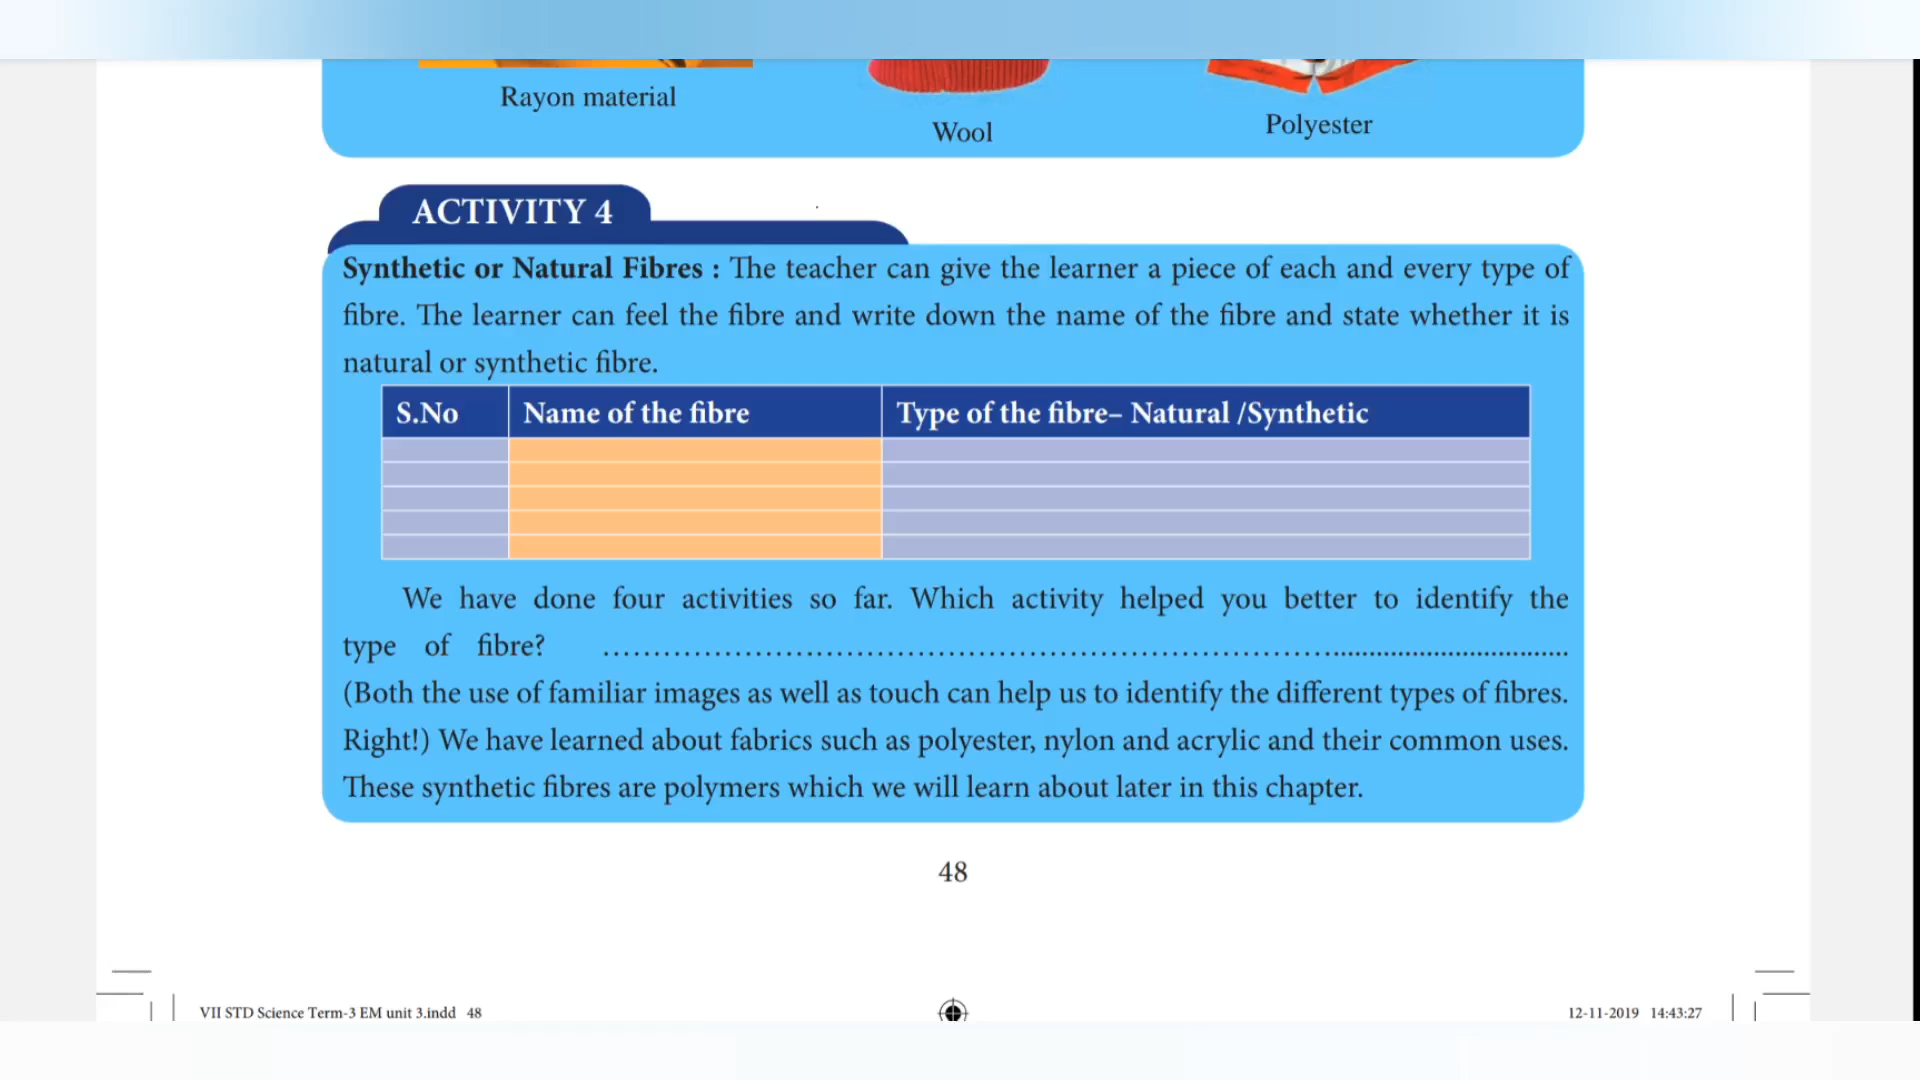 Rayon material
Wool
Polyester
ACTIVITY 4
Synthetic or Natural Fibres : The teacher can give the learner a piece of each and every type of
fibre. The learner can feel the fibre and write down the name of the fibre and state whether it is
natural or synthetic fibre.
S.No Name of the fibre Type of the fibre– Natural /Synthetic
We have done four activities so far. Which activity helped you better to identify the
type of fibre? ................................................................................................................
(Both the use of familiar images as well as touch can help us to identify the different types of fibres.
Right!) We have learned about fabrics such as polyester, nylon and acrylic and their common uses.
These synthetic fibres are polymers which we will learn about later in this chapter.
48
VII STD Science Term-3 EM unit 3.indd 48
12-11-2019 14:43:27